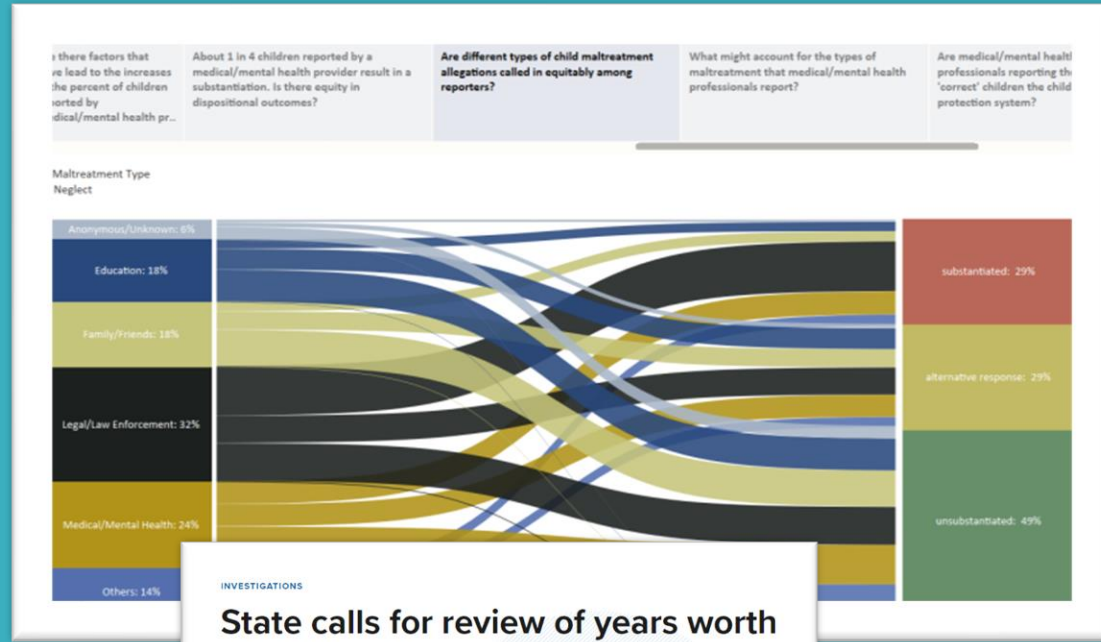 e there factors that
ve lead to the increases
the percent of children
orted by
edical/mental health pr...
About 1 in 4 children reported by a
medical/mental health provider result in a
substantiation. Is there equity in
dispositional outcomes?
Are different types of child maltreatment
allegations called in equitably among
reporters?
What might account for the types of
maltreatment that medical/mental health
professionals report?
Are medical/mental healt
professionals reporting the
'correct' children the child
protection system?
Maltreatment Type
Neglect
Anonymous/Unknown: 6%
Education: 18%
Family/Friends: 18%
Legal/Law Enforcement: 32%
Medical/Mental Health: 24%
Others: 14%
substantiated: 29%
alternative response: 29%
unsubstantiated: 49%
INVESTIGATIONS
State calls for review of years worth